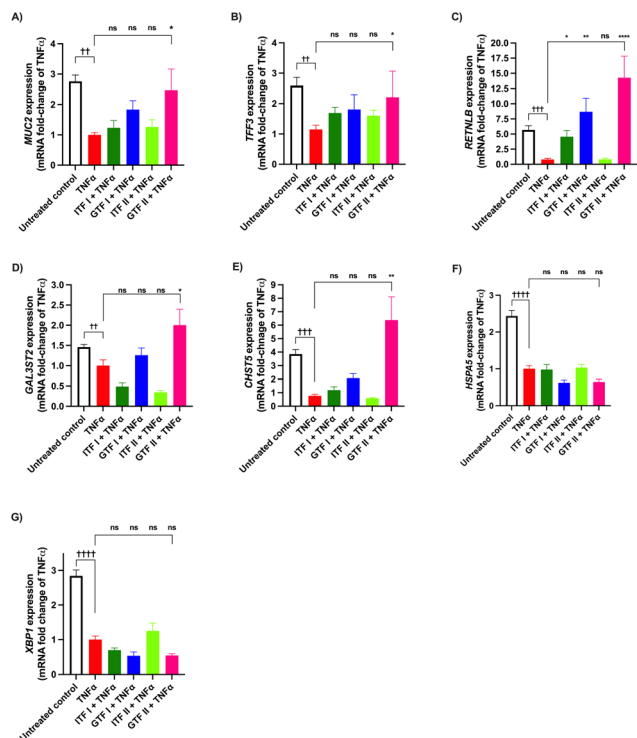 A)
MUC2 expression
(mRNA fold-change of TNFα)
4
3
2
1
0
††
ns
ns
ns
*
Untreated control
TNFα
ITF I + TNFα
GTF I + TNFα
ITF II + TNFα
GTF II + TNFα
B)
TFF3 expression
(mRNA fold-change of TNFα)
4
3
2
1
0
††
ns
ns
ns
*
Untreated control
TNFα
ITF I + TNFα
GTF I + TNFα
ITF II + TNFα
GTF II + TNFα
C)
RETNLB expression
(mRNA fold-change of TNFα)
20.0
17.5
15.0
12.5
10.0
7.5
5.0
2.5
0.0
†††
*
**
ns
****
Untreated control
TNFα
ITF I + TNFα
GTF I + TNFα
ITF II + TNFα
GTF II + TNFα
D)
GAL3ST2 expression
(mRNA fold-change of TNFα)
3.0
2.5
2.0
1.5
1.0
0.5
0.0
††
ns
ns
ns
*
Untreated control
TNFα
ITF I + TNFα
GTF I + TNFα
ITF II + TNFα
GTF II + TNFα
E)
CHST5 expression
(mRNA fold-change of TNFα)
10
8
6
4
2
0
†††
ns
ns
ns
**
Untreated control
TNFα
ITF I + TNFα
GTF I + TNFα
ITF II + TNFα
GTF II + TNFα
F)
HSPA5 expression
(mRNA fold-change of TNFα)
3
2
1
0
††††
ns
ns
ns
ns
Untreated control
TNFα
ITF I + TNFα
GTF I + TNFα
ITF II + TNFα
GTF II + TNFα
G)
XBP1 expression
(mRNA fold change of TNFα)
3
2
1
0
††††
ns
ns
ns
ns
Untreated control
TNFα
ITF I + TNFα
GTF I + TNFα
ITF II + TNFα
GTF II + TNFα